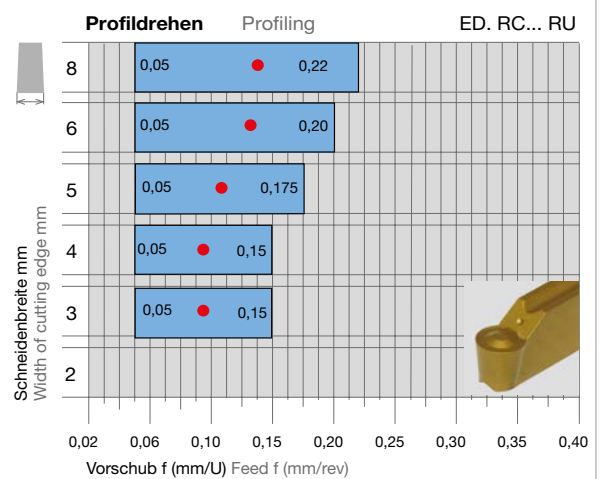 Profildrehen Profiling ED. RC... RU
8 0,05 0,22
6 0,05 0,20
5 0,05 0,175
4 0,05 0,15
3 0,05 0,15
2
Schneidenbreite mm
Width of cutting edge mm
0,02 0,06 0,10 0,15 0,20 0,25 0,30 0,35 0,40
Vorschub f (mm/U) Feed f (mm/rev)